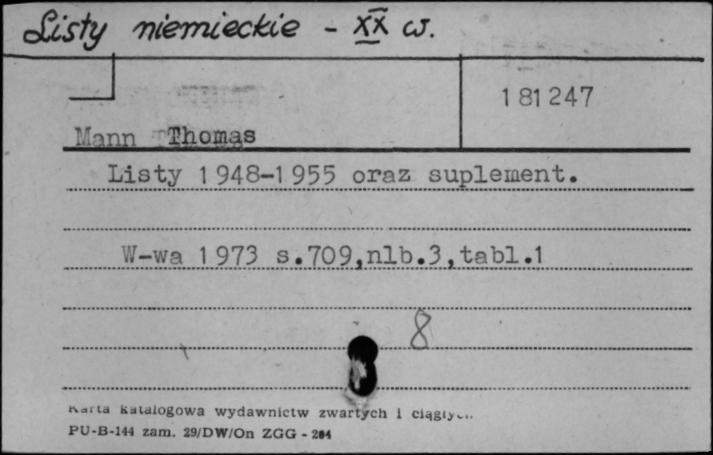 Listy niemieckie - XX w.
181247
Mann Thomas
Listy 1948-1955 oraz suplement.
W-wa 1973 s.709,nlb.3,tabl.1
8
Karta katalogowa wydawnictw zwartych i
PU-B-144 zam. 29/DW/On ZGG - 204